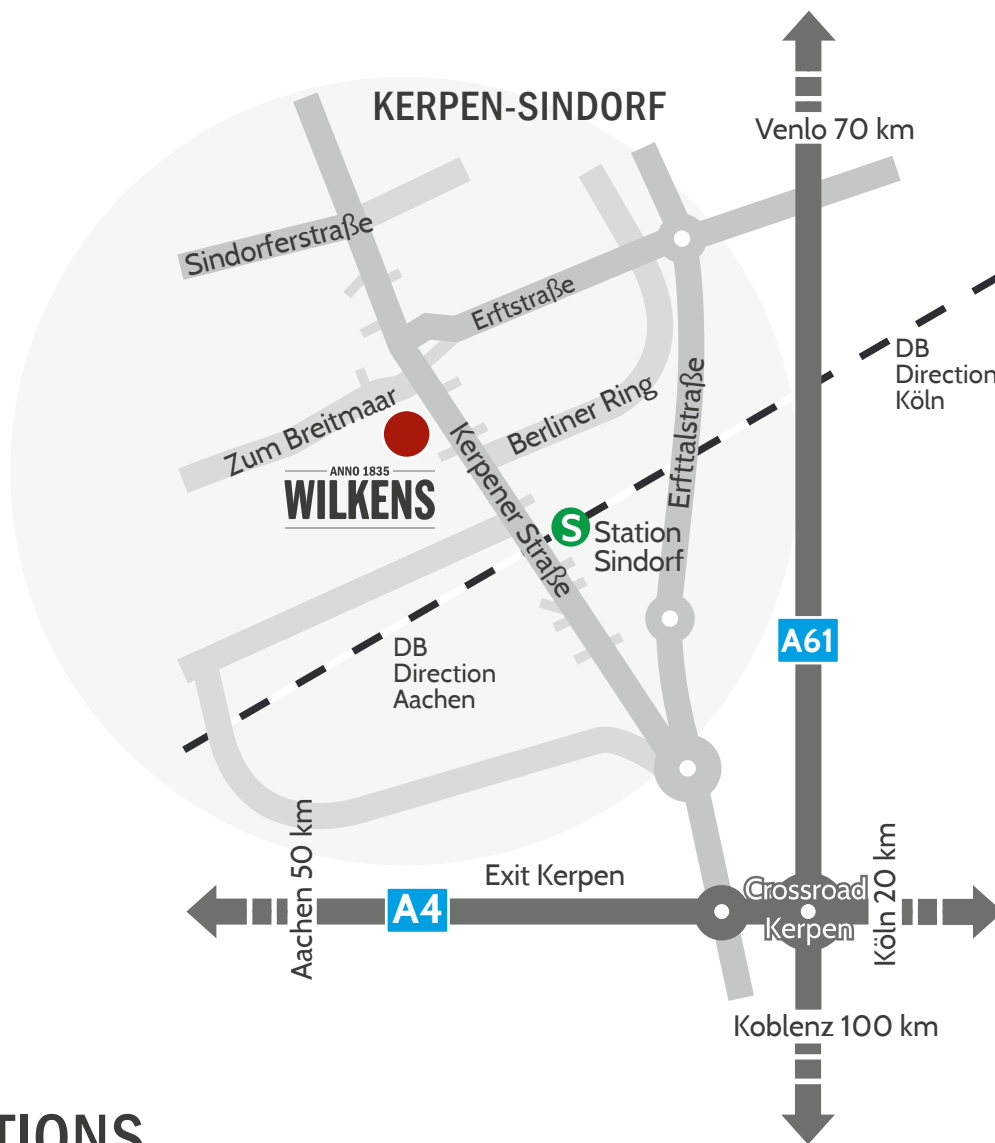 KERPEN-SINDORF
Venlo 70 km
Sindorferstraße
Erftstraße
DB
Direction
Köln
Zum Breitmaar
Berliner Ring
Erfttalstraße
Kerpener Straße
ANNO 1835
WILKENS
S
Station
Sindorf
A61
DB
Direction
Aachen
Aachen 50 km
Exit Kerpen
A4
Crossroad
Kerpen
Köln 20 km
Koblenz 100 km
TIONS